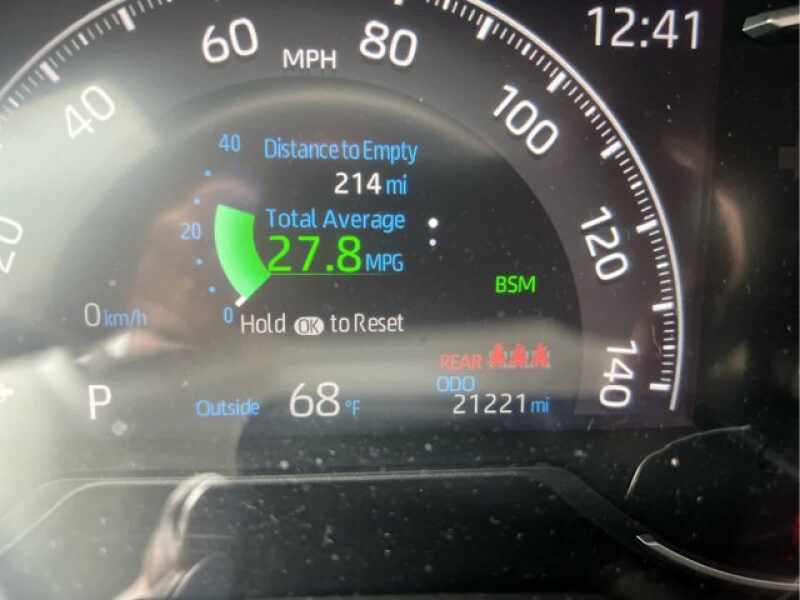 12:41
60 MPH 80
40
100
40 Distance to Empty
214 mi
Total Average
20
27.8 MPG
120
20
BSM
0 km/h
0
Hold OK to Reset
REAR
140
ODO
P
Outside 68 °F
21221 mi